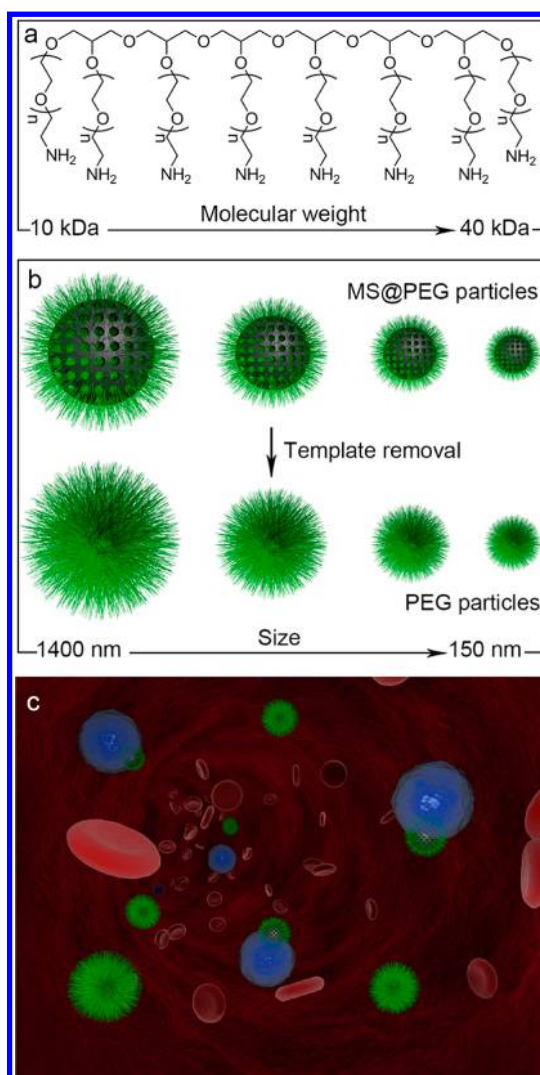 a
O O O O O O O O
O O O O O O
O O O O O O O O
n n n n n n n n
NH2 NH2 NH2 NH2 NH2 NH2 NH2 NH2
Molecular weight
10 kDa 40 kDa
b
MS@PEG particles
Template removal
PEG particles
Size
1400 nm 150 nm
c